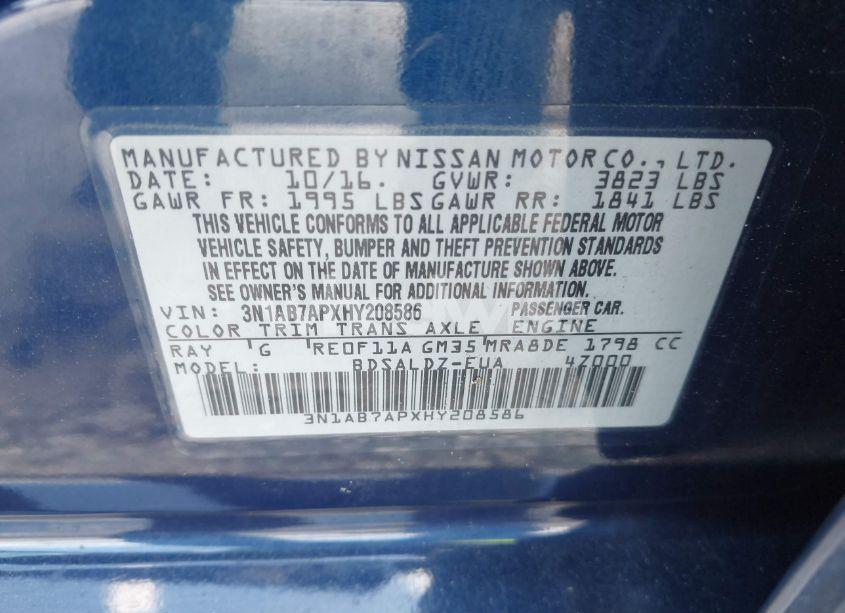 MANUFACTURED BY NISSAN MOTOR CO., LTD.
DATE: 10/16. GVWR: 3823 LBS
GAWR FR: 1995 LBS GAWR RR: 1841 LBS
THIS VEHICLE CONFORMS TO ALL APPLICABLE FEDERAL MOTOR
VEHICLE SAFETY, BUMPER AND THEFT PREVENTION STANDARDS
IN EFFECT ON THE DATE OF MANUFACTURE SHOWN ABOVE.
SEE OWNER'S MANUAL FOR ADDITIONAL INFORMATION.
VIN: 3N1AB7APXHY208586 PASSENGER CAR.
COLOR TRIM TRANS AXLE ENGINE
RAY G RE0F11A GM35 MRA8DE 1798 CC
MODEL: BDSALDZ-EUA 4Z000
3N1AB7APXHY208586